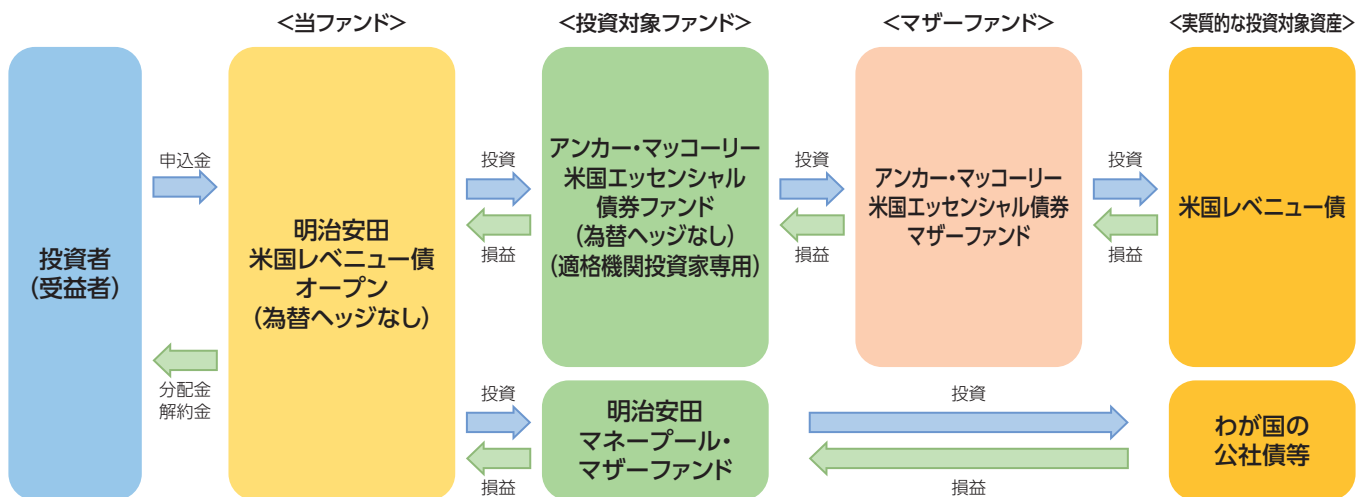 <当ファンド>
<投資対象ファンド>
<マザーファンド>
<実質的な投資対象資産>
投資者
(受益者)
申込金
分配金
解約金
明治安田
米国レベニュー債
オープン
(為替ヘッジなし)
投資
損益
アンカー・マッコーリー
米国エッセンシャル
債券ファンド
(為替ヘッジなし)
(適格機関投資家専用)
投資
損益
アンカー・マッコーリー
米国エッセンシャル債券
マザーファンド
投資
損益
米国レベニュー債
投資
損益
明治安田
マネープール・
マザーファンド
投資
損益
わが国の
公社債等